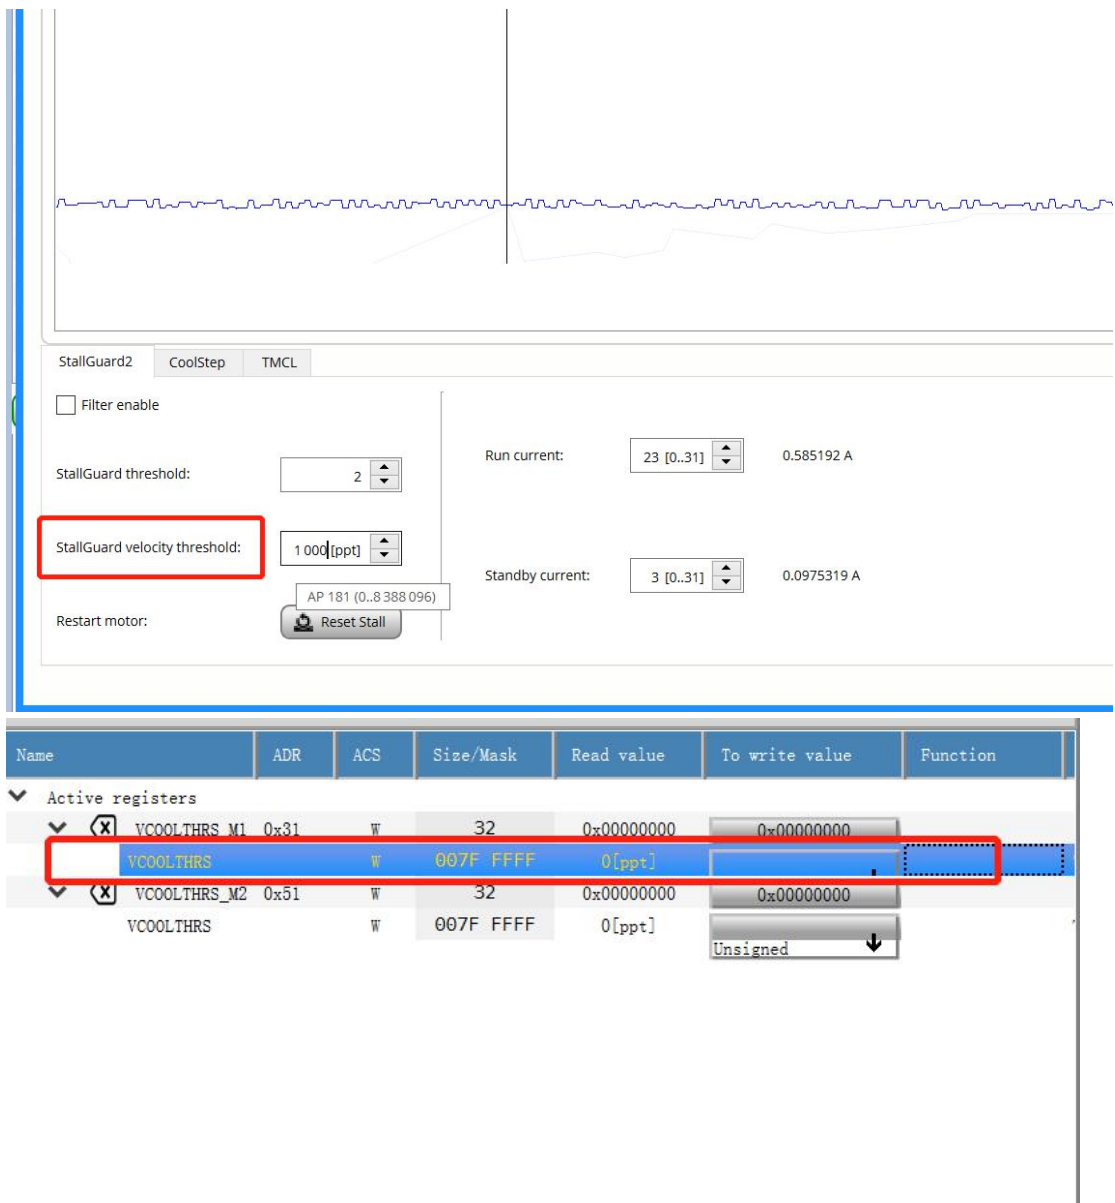 StallGuard2 CoolStep TMCL
Filter enable
StallGuard threshold: 2
Run current: 23 [0..31] 0.585192 A
StallGuard velocity threshold: 1 000 [ppt]
Standby current: 3 [0..31] 0.0975319 A
AP 181 (0..8 388 096)
Restart motor: Reset Stall
Name ADR ACS Size/Mask Read value To write value Function
Active registers
VCOOLTHRS_M1 0x31 W 32 0x00000000 0x00000000
VCOOLTHRS W 007F FFFF 0[ppt]
VCOOLTHRS_M2 0x51 W 32 0x00000000 0x00000000
VCOOLTHRS W 007F FFFF 0[ppt]
Unsigned